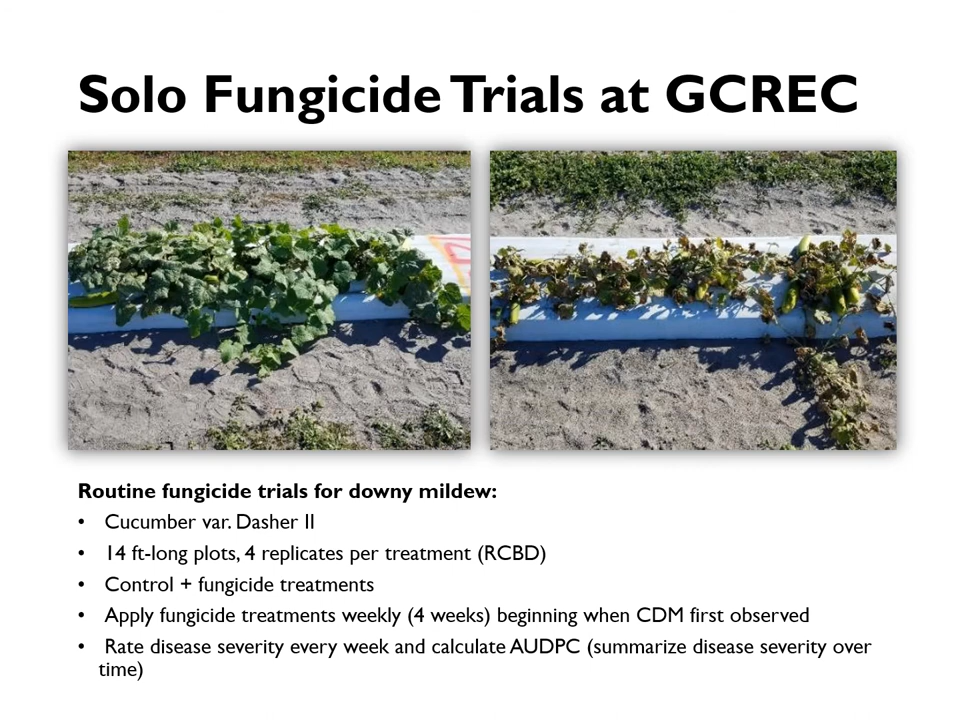 Solo Fungicide Trials at GCREC
Routine fungicide trials for downy mildew:
• Cucumber var. Dasher II
• 14 ft-long plots, 4 replicates per treatment (RCBD)
• Control + fungicide treatments
• Apply fungicide treatments weekly (4 weeks) beginning when CDM first observed
• Rate disease severity every week and calculate AUDPC (summarize disease severity over
time)